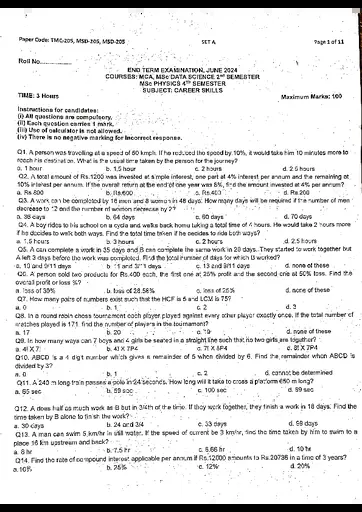 Paper Code: TMC-205, MSD-205, MSD-205 SET A Page 1 of 11
Roll No.
END TERM EXAMINATION, JUNE 2024
COURSES: MCA, MSc DATA SCIENCE 2ND SEMESTER
MSc PHYSICS 4TH SEMESTER
SUBJECT: CAREER SKILLS
TIME: 3 Hours Maximum Marks: 100
Instructions for candidates:
(i) All questions are compulsory.
(ii) Each question carries 1 mark.
(iii) Use of calculator is not allowed.
(iv) There is no negative marking for incorrect response.
Q1. A person was travelling at a speed of 60 kmph. If he reduced the speed by 10%, it would take him 10 minutes more to
reach his destination. What is the usual time taken by the person for the journey?
a. 1 hour b. 1.5 hours c. 2 hours d. 2.5 hours
Q2. A total amount of Rs.1200 was invested at simple interest, one part at 4% interest per annum and the remaining at
10% interest per annum. If the overall return at the end of one year was 8%, find the amount invested at 4% per annum?
a. Rs.800 b. Rs.600 c. Rs.400 d. Rs.200
Q3. A work can be completed by 16 men and 8 women in 48 days. How many days will be required if the number of men
decrease to and the number of women decrease by 2?
a. 36 days b. 64 days c. 60 days d. 70 days
Q4. A boy rides to his school on a cycle and walks back home taking a total time of 4 hours. He would take 2 hours more
if he decides to walk both ways. Find the total time taken if he decides to ride both ways?
a. 1.5 hours b. 3 hours c. 2 hours d. 2.5 hours
Q5. A can complete a work in 35 days and B can complete the same work in 20 days. They started to work together but
A left 3 days before the work was completed. Find the total number of days for which B worked?
a. 10 and 9/11 days b. 11 and 3/11 days c. 13 and 9/11 days d. none of these
Q6. A person sold two products for Rs.400 each, the first one at 25% profit and the second one at 50% loss. Find the
overall profit or loss %?
a. loss of 30% b. loss of 28.56% c. loss of 25% d. none of these
Q7. How many pairs of numbers exist such that the HCF is 5 and LCM is 75?
a. 0 b. 1 c. 2 d. 3
Q8. In a round robin chess tournament each player played against every other player exactly once. If the total number of
matches played is 171, find the number of players in the tournament?
a. 17 b. 20 c. 19 d. none of these
Q9. In how many ways can 7 boys and 4 girls be seated in a straight line such that no two girls are together?
a. 4! X 7! b. 4! X 7P4 c. 7! X 8P4 d. 8! X 7P4
Q10. ABCD is a 4 digit number which gives a remainder of 5 when divided by 6. Find the remainder when ABCD is
divided by 3?
a. 0 b. 1 c. 2 d. cannot be determined
Q11. A 240 m long train passes a pole in 24 seconds. How long will it take to cross a platform 650 m long?
a. 65 sec b. 89 sec c. 100 sec d. 59 sec
Q12. A does half as much work as B but in 3/4th of the time. If they work together, they finish a work in 18 days. Find the
time taken by B alone to finish the work?
a. 30 days b. 24 and 3/4 c. 33 days
Q13. A man can swim 5 km/hr in still water. If the speed of current be 3 km/hr, find the time taken by him to swim to a
place 16 km upstream and back?
a. 8 hr b. 7.5 hr c. 6.66 hr d. 10 hr
Q14. Find the rate of compound interest applicable per annum if Rs.12000 amounts to Rs.20736 in a time of 3 years?
a. 10% b. 25% c. 12% d. 20%